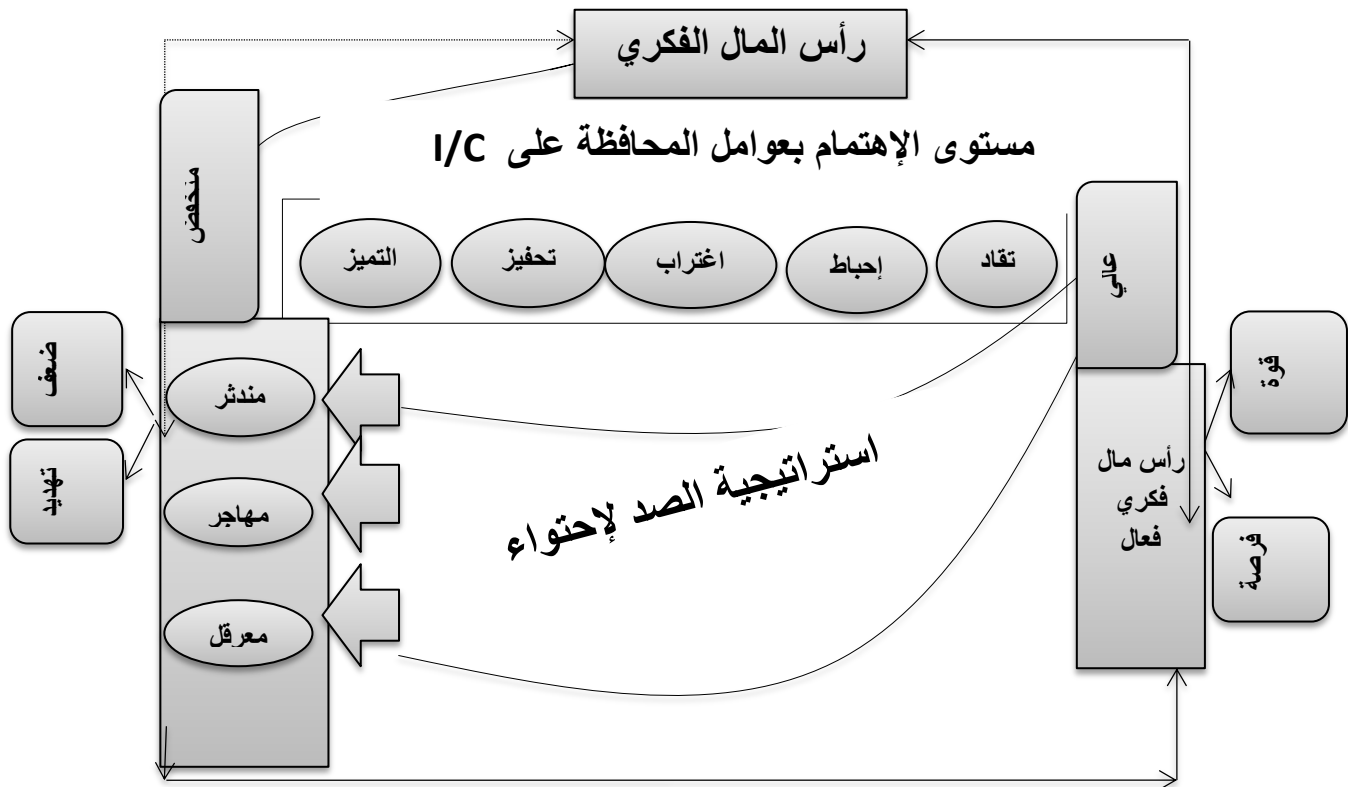 رأس المال الفكري
مستوى الإهتمام بعوامل المحافظة على I/C
منخفض
عالي
تقاد
إحباط
اغتراب
تحفيز
التميز
قوة
فرصة
رأس مال
فكري
فعال
استراتيجية الصد لإحتواء
مندثر
مهاجر
معرقل
ضعف
تهديد